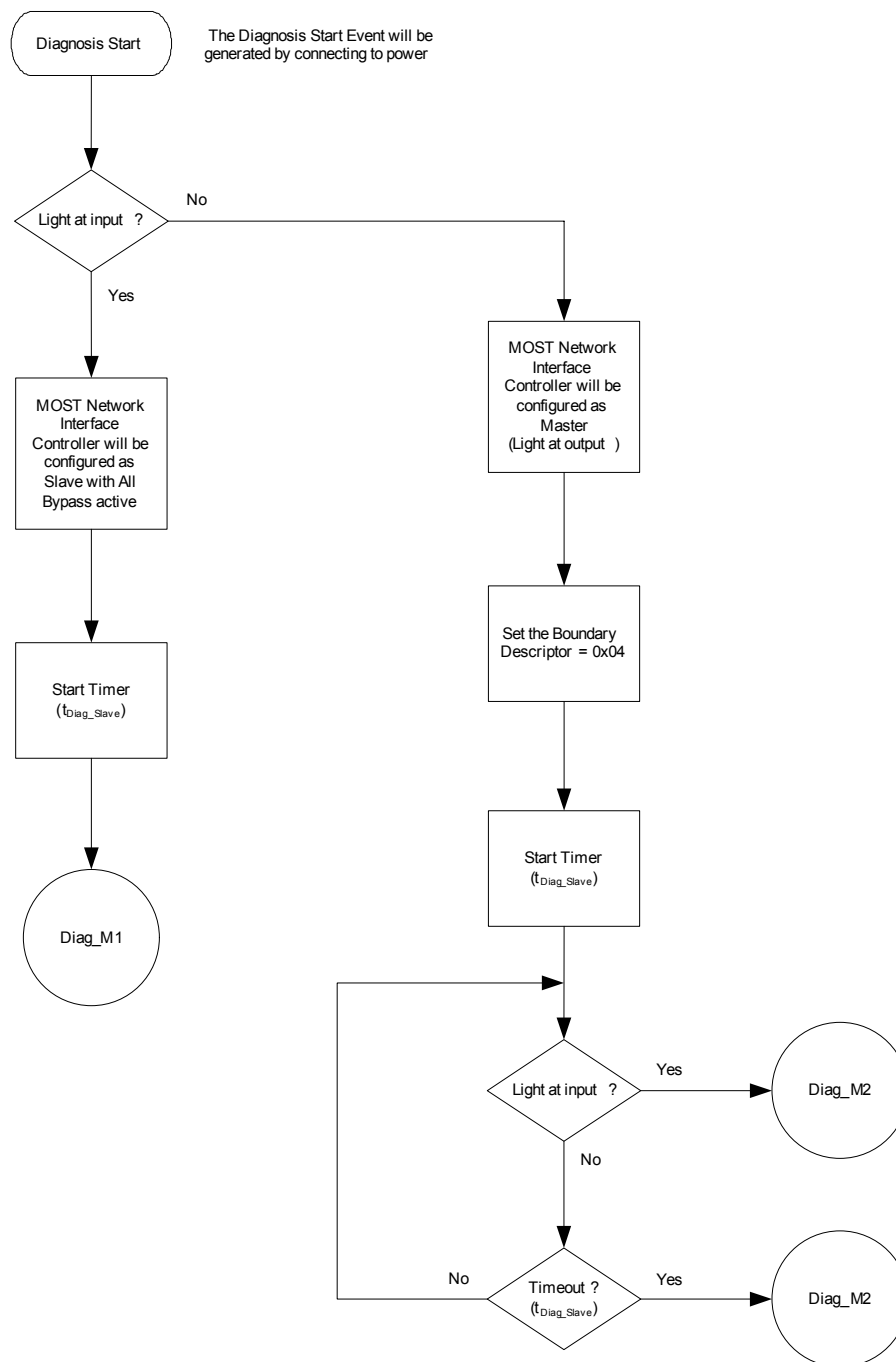 Diagnosis Start
The Diagnosis Start Event will be
generated by connecting to power
Light at input ?
No
Yes
MOST Network
Interface
Controller will be
configured as
Slave with All
Bypass active
Start Timer
(tDiag_Slave)
Diag_M1
MOST Network
Interface
Controller will be
configured as
Master
(Light at output )
Set the Boundary
Descriptor = 0x04
Start Timer
(tDiag_Slave)
Light at input ?
Yes
Diag_M2
No
Timeout ?
(tDiag_Slave)
No
Yes
Diag_M2